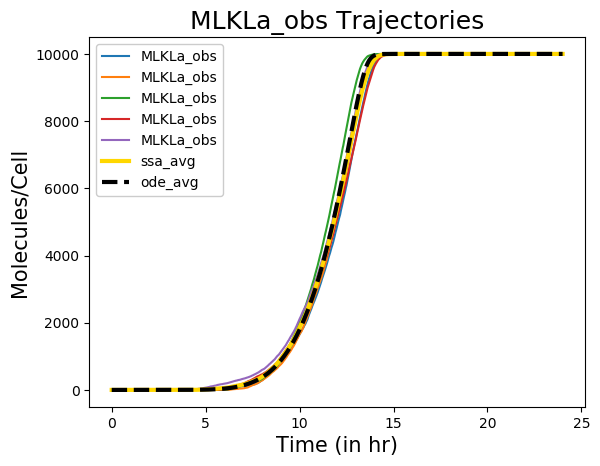 MLKLa_obs Trajectories
10000
8000
6000
4000
2000
0
Molecules/Cell
MLKLa_obs
MLKLa_obs
MLKLa_obs
MLKLa_obs
MLKLa_obs
ssa_avg
ode_avg
0 5 10 15 20 25
Time (in hr)